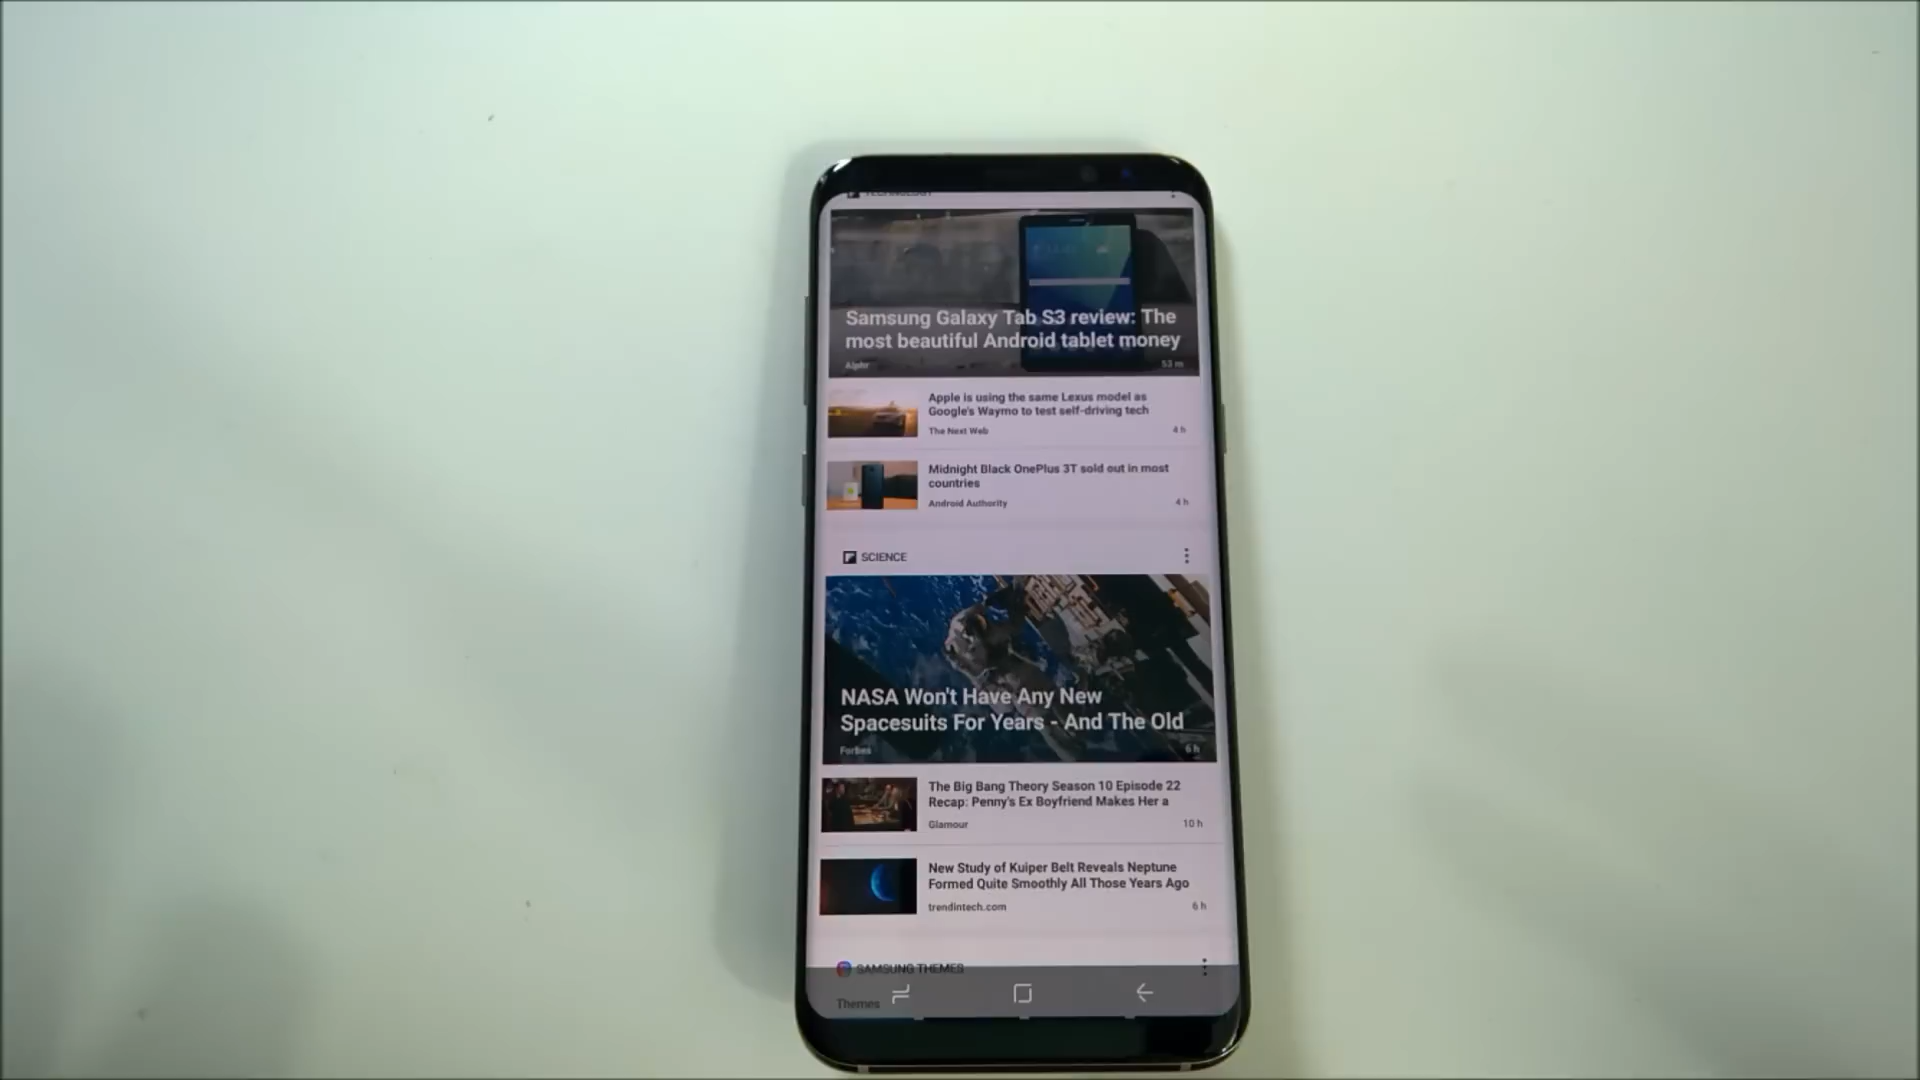 TECHNOLOGY
Samsung Galaxy Tab S3 review: The
most beautiful Android tablet money
Alphr
53 m
Apple is using the same Lexus model as
Google's Waymo to test self-driving tech
The Next Web
4 h
Midnight Black OnePlus 3T sold out in most
countries
Android Authority
4 h
SCIENCE
NASA Won't Have Any New
Spacesuits For Years - And The Old
Forbes
6 h
The Big Bang Theory Season 10 Episode 22
Recap: Penny's Ex Boyfriend Makes Her a
Glamour
10 h
New Study of Kuiper Belt Reveals Neptune
Formed Quite Smoothly All Those Years Ago
trendintech.com
6 h
SAMSUNG THEMES
Themes